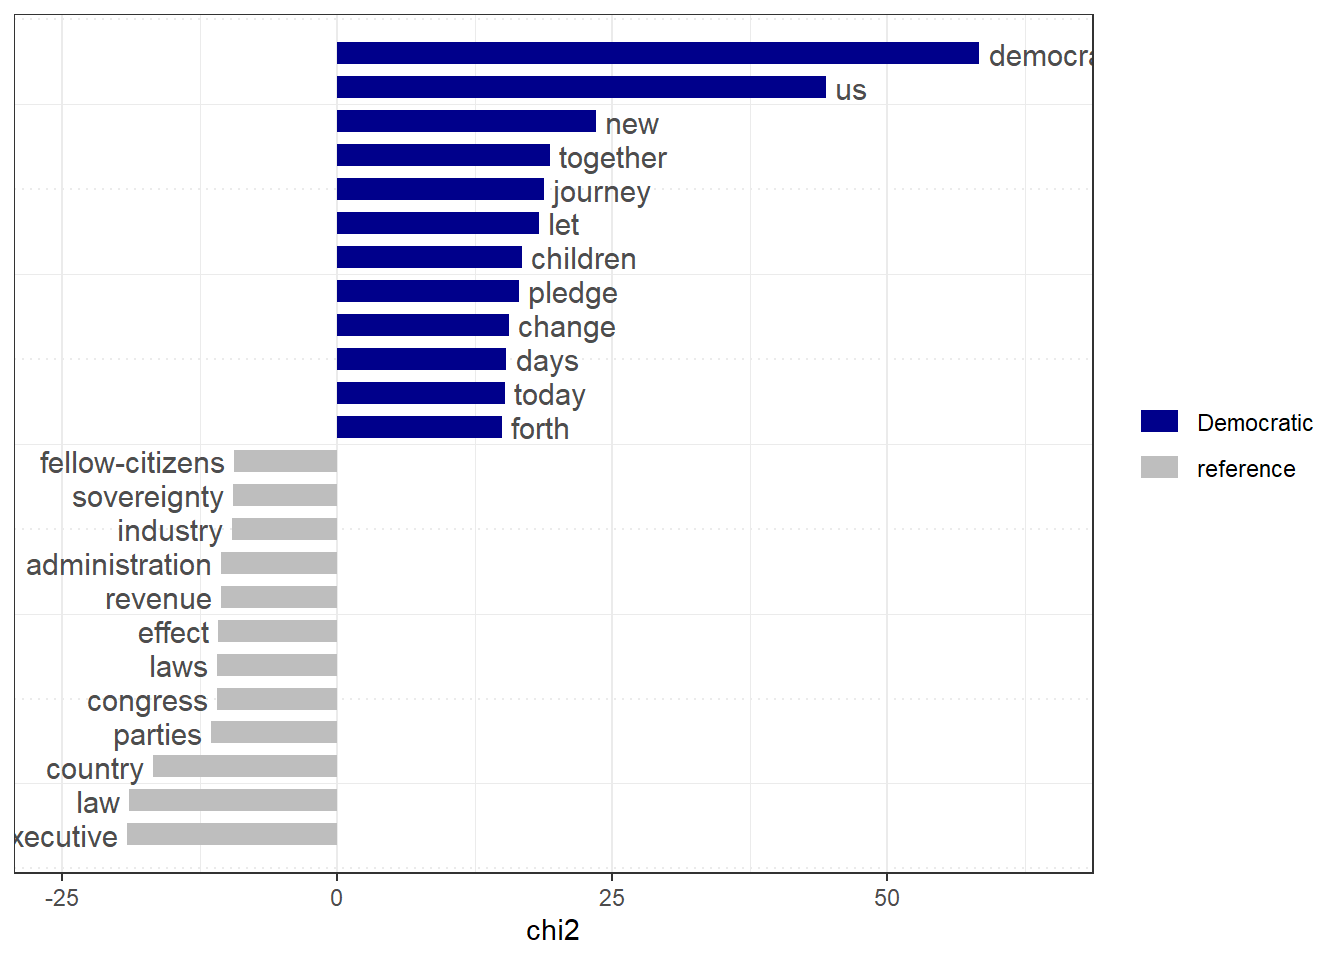 democra
us
new
together
journey
let
children
pledge
change
days
today
forth
fellow-citizens
sovereignty
industry
administration
revenue
effect
laws
congress
parties
country
law
xecutive
Democratic
reference
-25 0 25 50
chi2